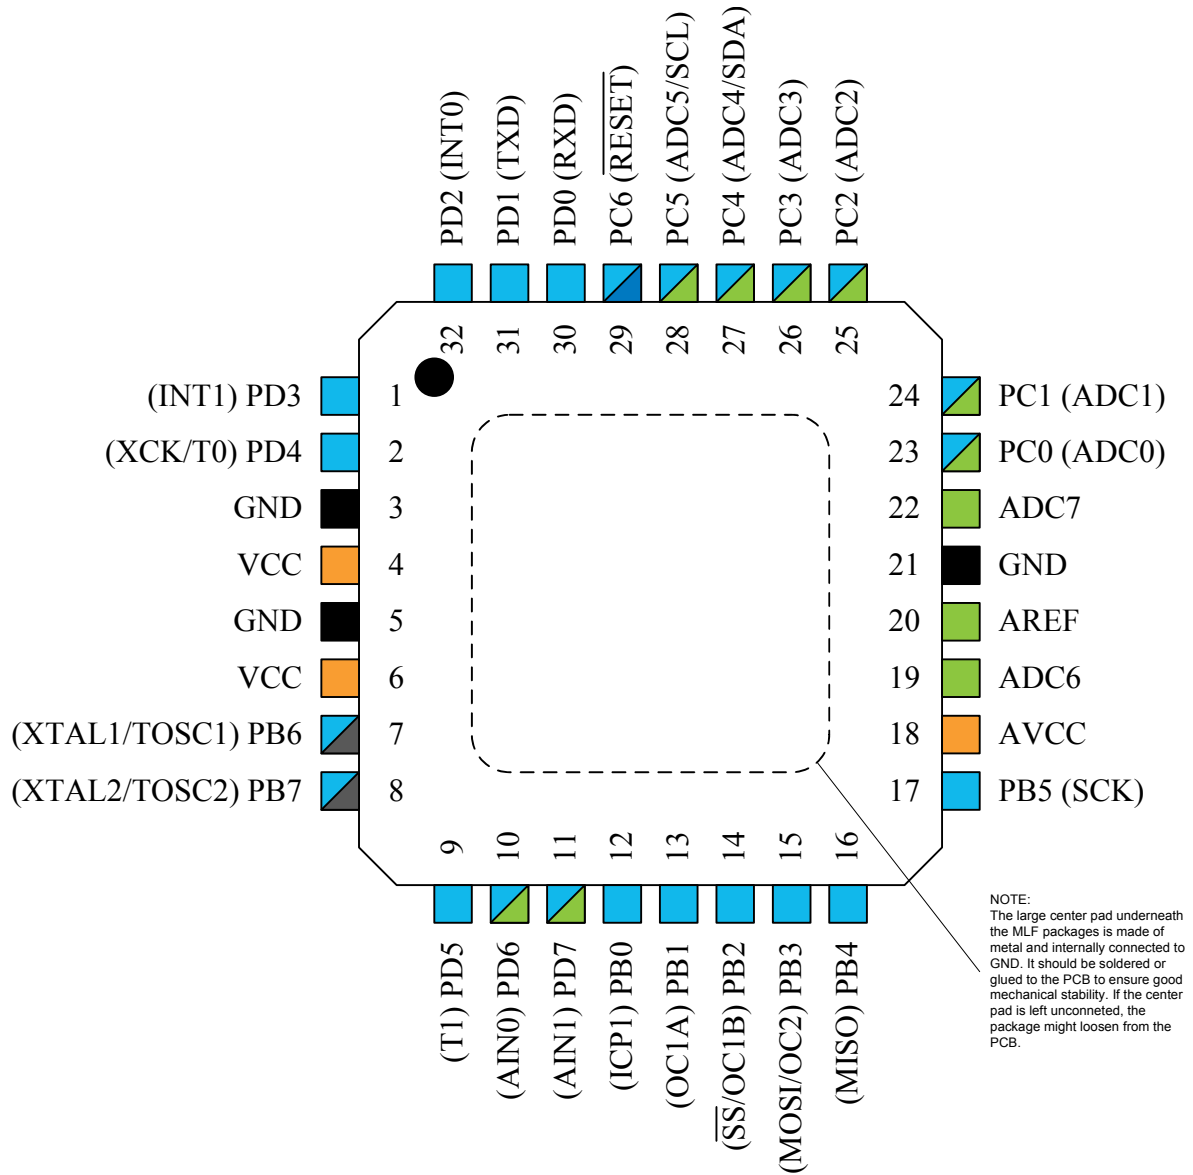 PD2 (INT0)
PD1 (TXD)
PD0 (RXD)
PC6 (RESET)
PC5 (ADC5/SCL)
PC4 (ADC4/SDA)
PC3 (ADC3)
PC2 (ADC2)
32
31
30
29
28
27
26
25
(INT1) PD3
1
(XCK/T0) PD4
2
GND
3
VCC
4
GND
5
VCC
6
(XTAL1/TOSC1) PB6
7
(XTAL2/TOSC2) PB7
8
24
PC1 (ADC1)
23
PC0 (ADC0)
22
ADC7
21
GND
20
AREF
19
ADC6
18
AVCC
17
PB5 (SCK)
9
10
11
12
13
14
15
16
(T1) PD5
(AIN0) PD6
(AIN1) PD7
(ICP1) PB0
(OC1A) PB1
(SS/OC1B) PB2
(MOSI/OC2) PB3
(MISO) PB4
NOTE:
The large center pad underneath
the MLF packages is made of
metal and internally connected to
GND. It should be soldered or
glued to the PCB to ensure good
mechanical stability. If the center
pad is left unconneted, the
package might loosen from the
PCB.